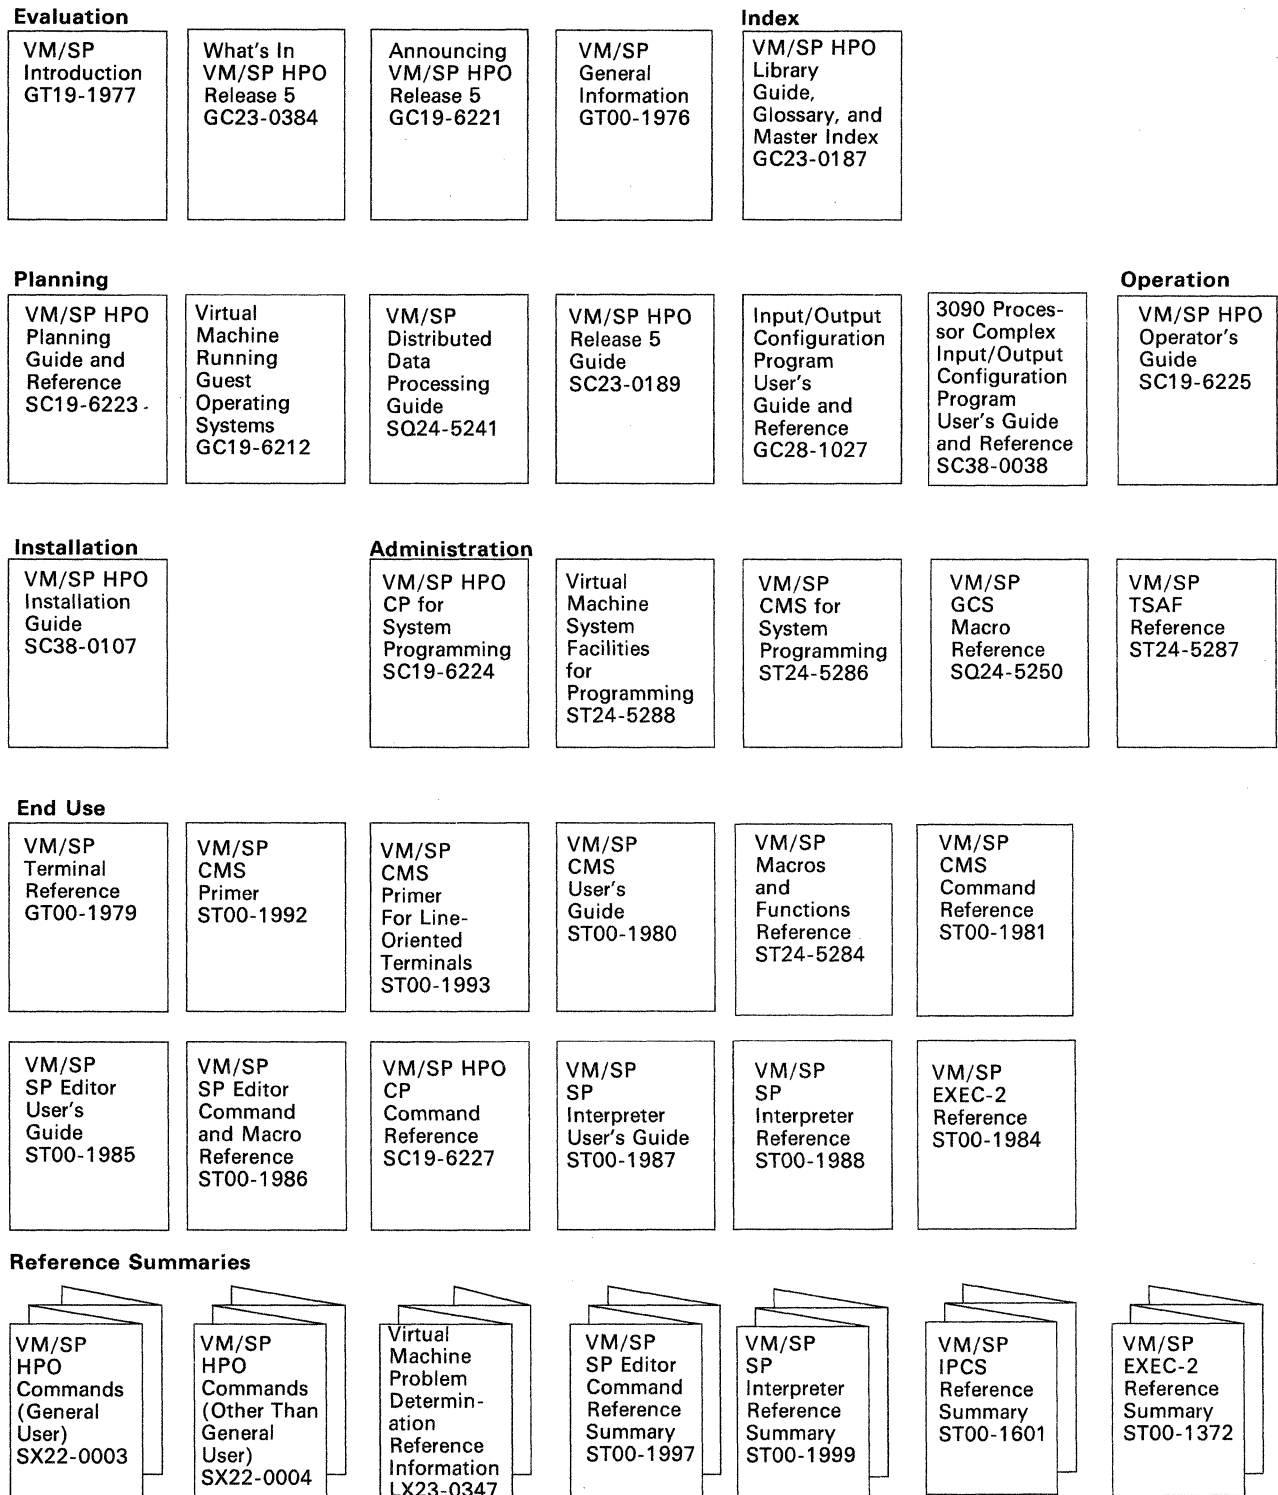 Evaluation
VM/SP
Introduction
GT19-1977
What's In
VM/SP HPO
Release 5
GC23-0384
Announcing
VM/SP HPO
Release 5
GC19-6221
VM/SP
General
Information
GT00-1976
Index
VM/SP HPO
Library
Guide,
Glossary, and
Master Index
GC23-0187
Planning
VM/SP HPO
Planning
Guide and
Reference
SC19-6223
Virtual
Machine
Running
Guest
Operating
Systems
GC19-6212
VM/SP
Distributed
Data
Processing
Guide
SQ24-5241
VM/SP HPO
Release 5
Guide
SC23-0189
Input/Output
Configuration
Program
User's
Guide and
Reference
GC28-1027
3090 Proces-
sor Complex
Input/Output
Configuration
Program
User's Guide
and Reference
SC38-0038
Operation
VM/SP HPO
Operator's
Guide
SC19-6225
Installation
VM/SP HPO
Installation
Guide
SC38-0107
Administration
VM/SP HPO
CP for
System
Programming
SC19-6224
Virtual
Machine
System
Facilities
for
Programming
ST24-5288
VM/SP
CMS for
System
Programming
ST24-5286
VM/SP
GCS
Macro
Reference
SQ24-5250
VM/SP
TSAF
Reference
ST24-5287
End Use
VM/SP
Terminal
Reference
GT00-1979
VM/SP
CMS
Primer
ST00-1992
VM/SP
CMS
Primer
For Line-
Oriented
Terminals
ST00-1993
VM/SP
CMS
User's
Guide
ST00-1980
VM/SP
Macros
and
Functions
Reference
ST24-5284
VM/SP
CMS
Command
Reference
ST00-1981
VM/SP
SP Editor
User's
Guide
ST00-1985
VM/SP
SP Editor
Command
and Macro
Reference
ST00-1986
VM/SP HPO
CP
Command
Reference
SC19-6227
VM/SP
SP
Interpreter
User's Guide
ST00-1987
VM/SP
SP
Interpreter
Reference
ST00-1988
VM/SP
EXEC-2
Reference
ST00-1984
Reference Summaries
VM/SP
HPO
Commands
(General
User)
SX22-0003
VM/SP
HPO
Commands
(Other Than
General
User)
SX22-0004
Virtual
Machine
Problem
Determin-
ation
Reference
Information
LX23-0347
VM/SP
SP Editor
Command
Reference
Summary
ST00-1997
VM/SP
SP
Interpreter
Reference
Summary
ST00-1999
VM/SP
IPCS
Reference
Summary
ST00-1601
VM/SP
EXEC-2
Reference
Summary
ST00-1372